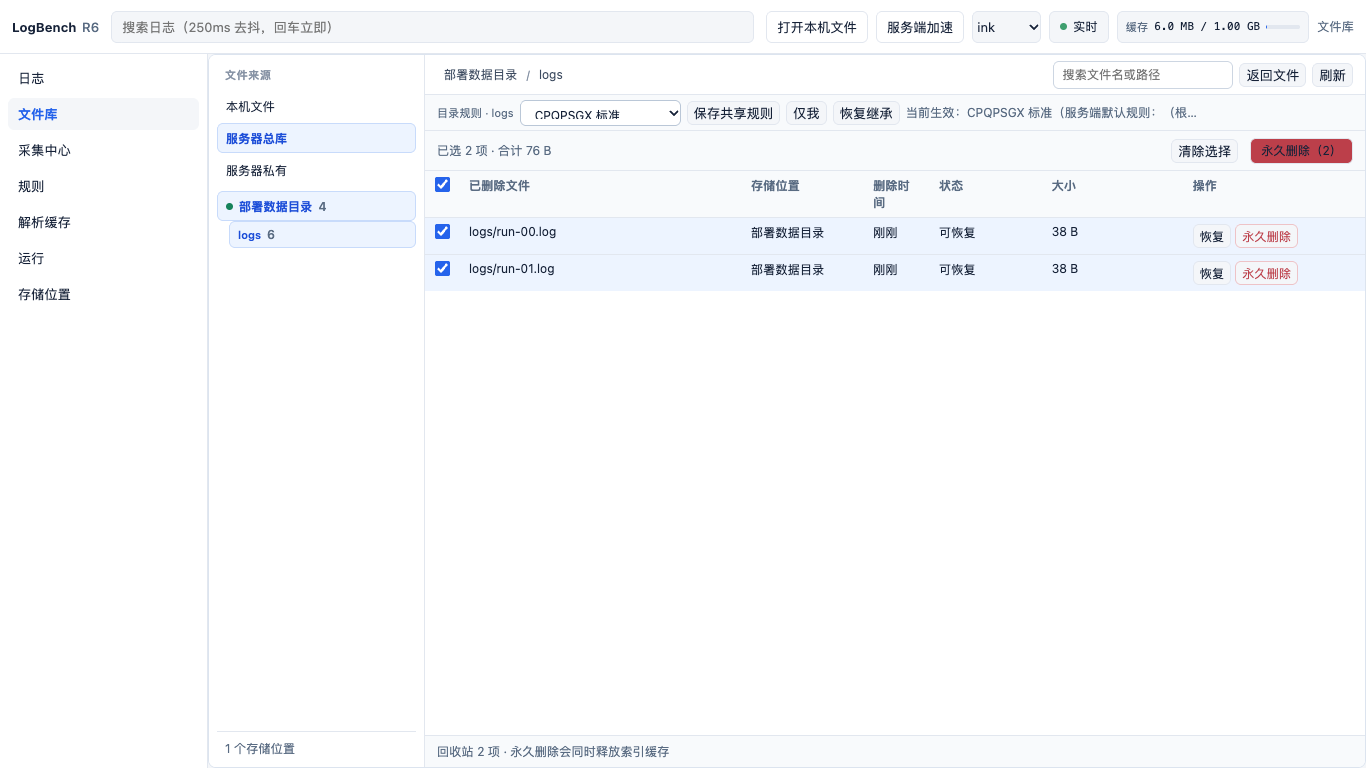 LogBench R6
搜索日志（250ms 去抖，回车立即）
打开本机文件
服务端加速
ink
实时
缓存 6.0 MB / 1.00 GB
文件库
日志
文件库
采集中心
规则
解析缓存
运行
存储位置
文件来源
本机文件
服务器总库
服务器私有
部署数据目录 4
logs 6
1 个存储位置
部署数据目录 / logs
搜索文件名或路径
返回文件
刷新
目录规则 · logs
CPQPSGX 标准
保存共享规则
仅我
恢复继承
当前生效：CPQPSGX 标准（服务端默认规则：（根...
已选 2 项 · 合计 76 B
清除选择
永久删除（2）
已删除文件 存储位置 删除时间 状态 大小 操作
logs/run-00.log 部署数据目录 刚刚 可恢复 38 B 恢复 永久删除
logs/run-01.log 部署数据目录 刚刚 可恢复 38 B 恢复 永久删除
回收站 2 项 · 永久删除会同时释放索引缓存